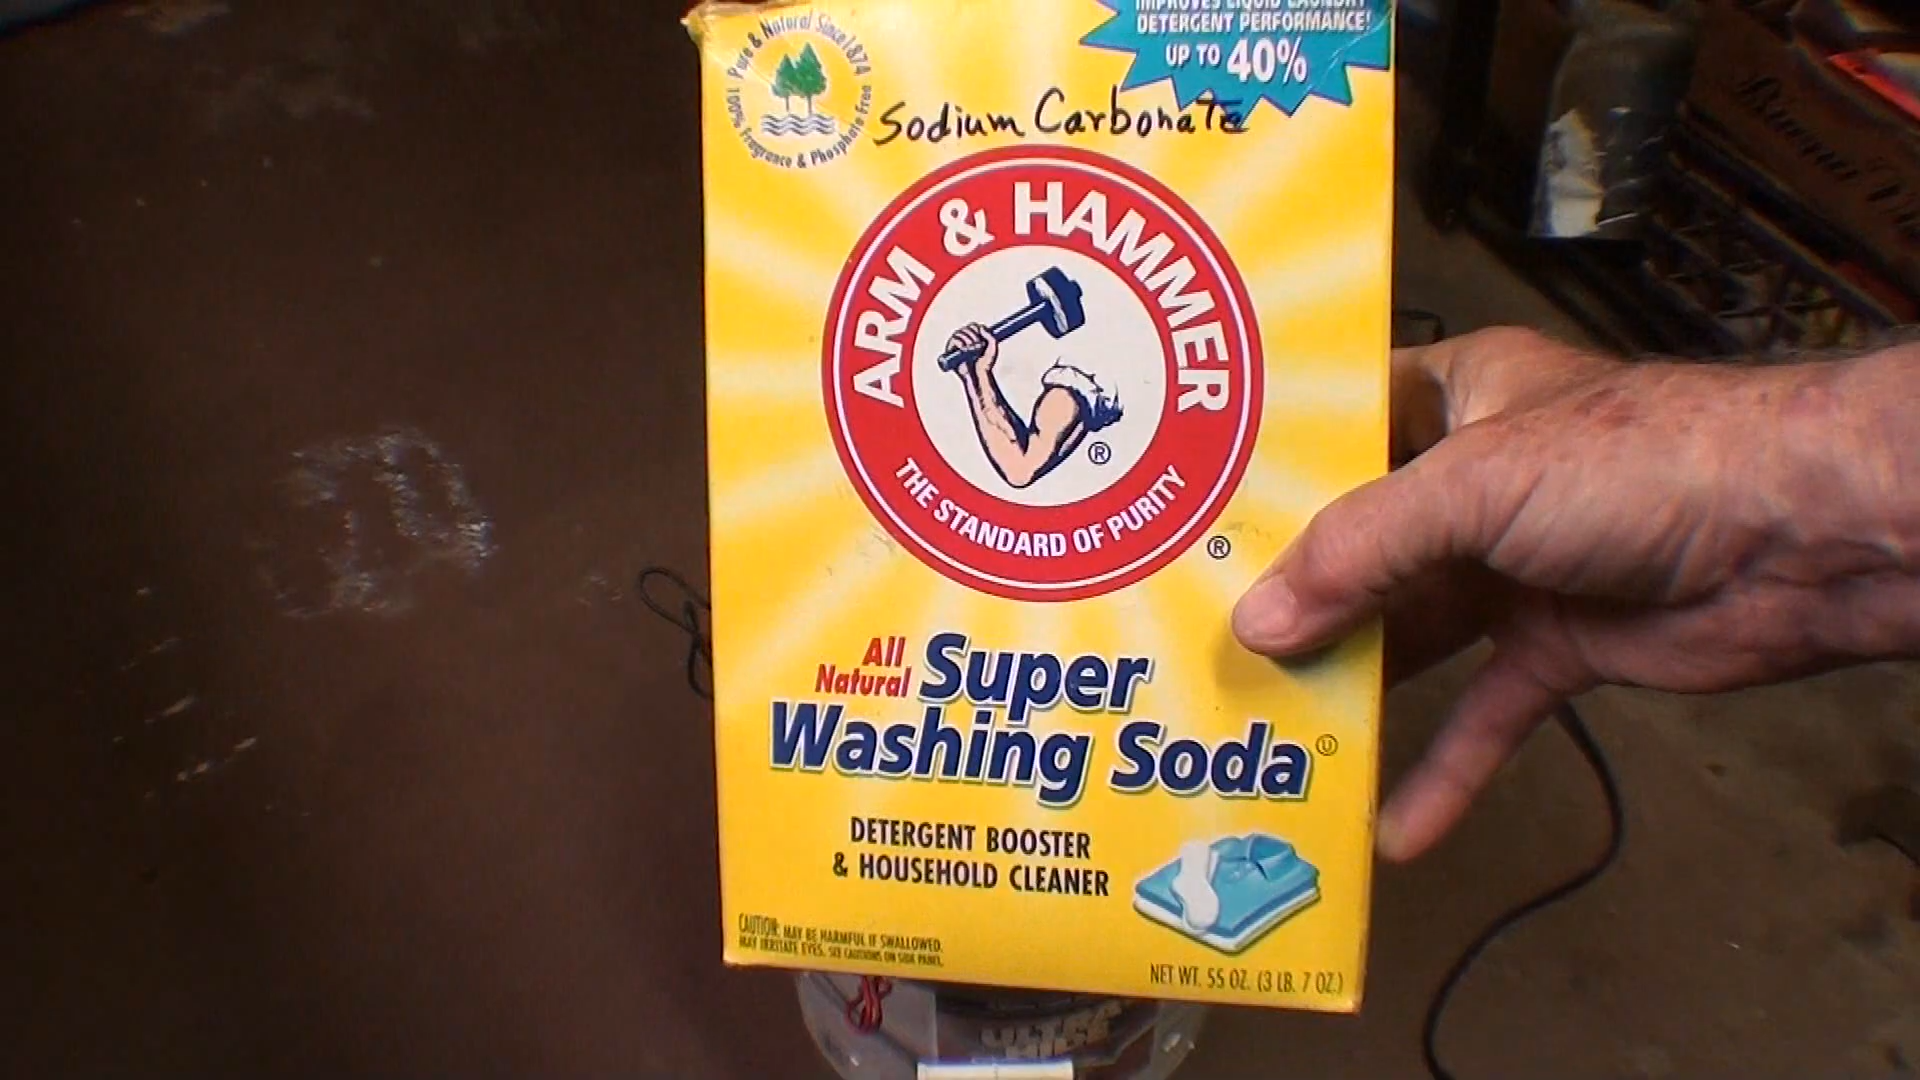 IMPROVES LIQUID LAUNDRY
DETERGENT PERFORMANCE!
UP TO 40%
Pure & Natural Since 1874
100% Fragrance & Phosphate Free
Sodium Carbonate
ARM & HAMMER
THE STANDARD OF PURITY
®
®
All
Natural
Super
Washing Soda
U
DETERGENT BOOSTER
& HOUSEHOLD CLEANER
CAUTION: MAY BE HARMFUL IF SWALLOWED.
MAY IRRITATE EYES. SEE CAUTIONS ON SIDE PANEL.
NET WT. 55 OZ. (3 LB. 7 OZ.)
ULTRA